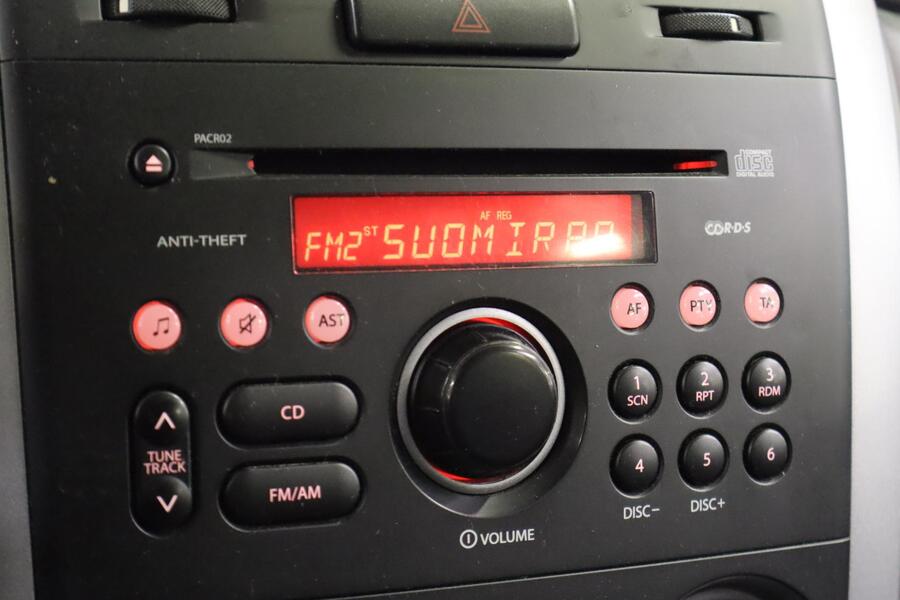 PACR02
COMPACT
disc
DIGITAL AUDIO
AF REG
FM2 ST SUOMIRAD
ANTI-THEFT
R·D·S
AST
AF
PTY
TA
1
SCN
2
RPT
3
RDM
CD
TUNE
TRACK
FM/AM
4
5
6
DISC−
DISC+
VOLUME